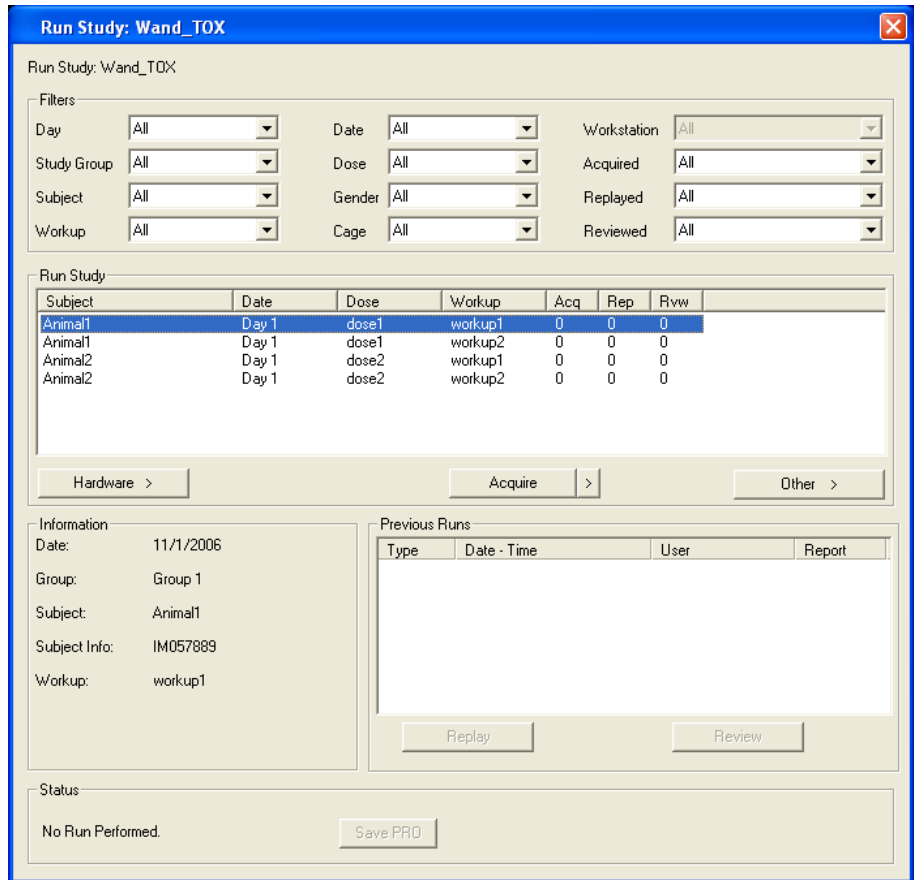 Run Study: Wand_TOX
Run Study: Wand_TOX
Filters
Day All Date All Workstation All
Study Group All Dose All Acquired All
Subject All Gender All Replayed All
Workup All Cage All Reviewed All
Run Study
Subject Date Dose Workup Acq Rep Rvw
Animal1 Day 1 dose1 workup1 0 0 0
Animal1 Day 1 dose1 workup2 0 0 0
Animal2 Day 1 dose2 workup1 0 0 0
Animal2 Day 1 dose2 workup2 0 0 0
Hardware > Acquire > Other >
Information
Date: 11/1/2006
Group: Group 1
Subject: Animal1
Subject Info: IM057889
Workup: workup1
Previous Runs
Type Date - Time User Report
Replay Review
Status
No Run Performed. Save PRO